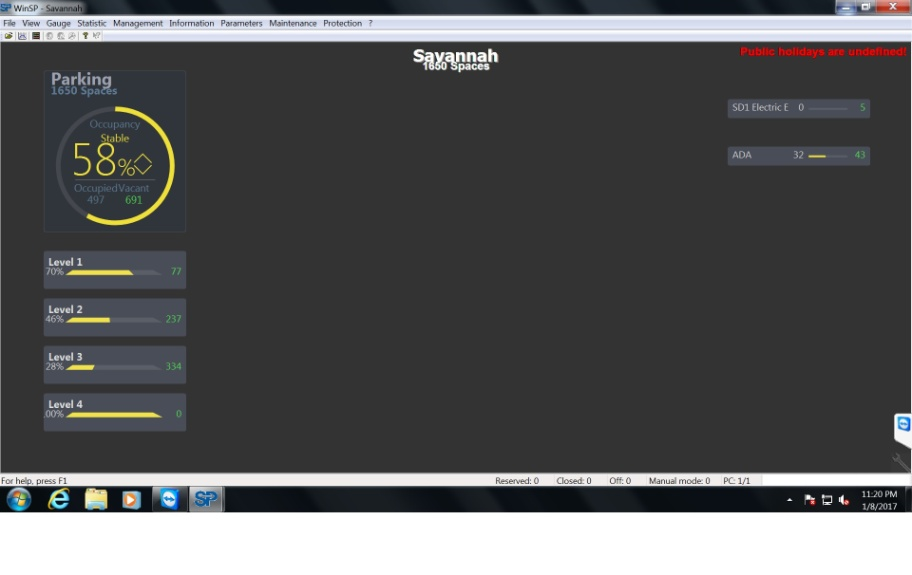 WinSP - Savannah
File View Gauge Statistic Management Information Parameters Maintenance Protection ?
Savannah
1650 Spaces
Public holidays are undefined!
Parking
1650 Spaces
Occupancy
Stable
58%
Occupied Vacant
497 691
SD1 Electric E 0 5
ADA 32 43
Level 1
70% 77
Level 2
46% 237
Level 3
28% 334
Level 4
00% 0
For help, press F1
Reserved: 0 Closed: 0 Off: 0 Manual mode: 0 PC: 1/1
SP
11:20 PM
1/8/2017